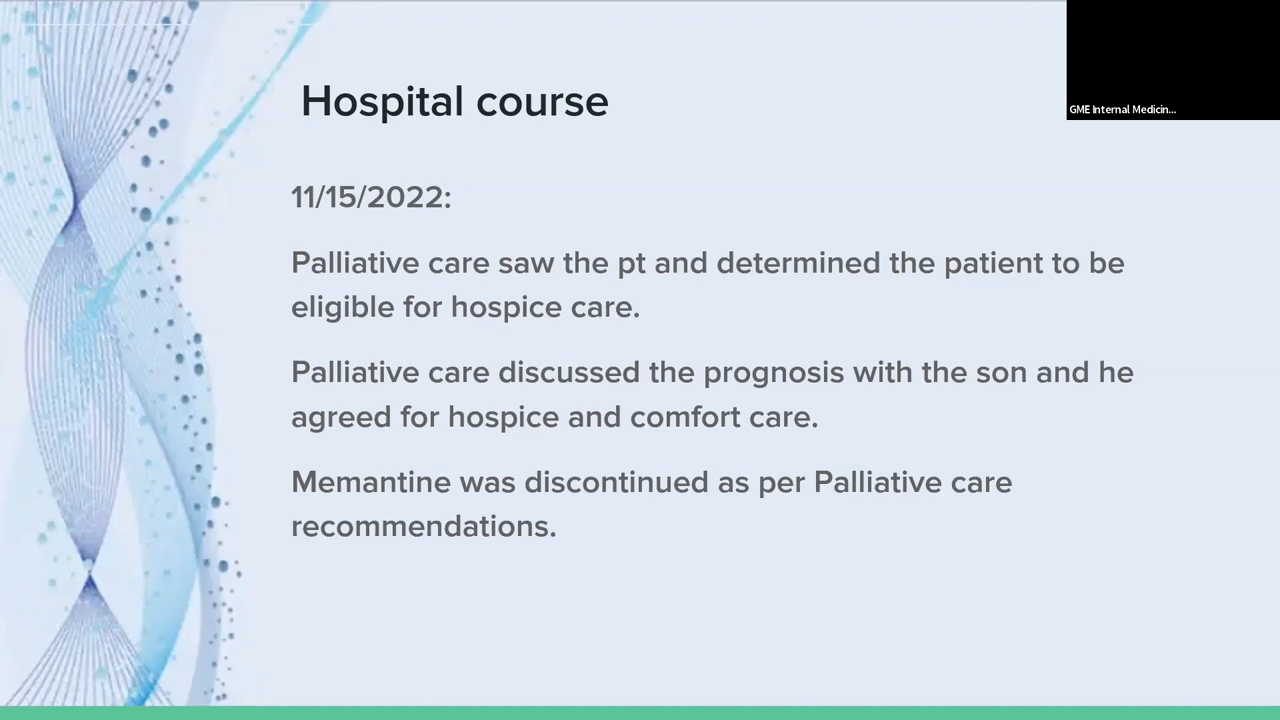 GME Internal Medicin...
Hospital course
11/15/2022:
Palliative care saw the pt and determined the patient to be
eligible for hospice care.
Palliative care discussed the prognosis with the son and he
agreed for hospice and comfort care.
Memantine was discontinued as per Palliative care
recommendations.